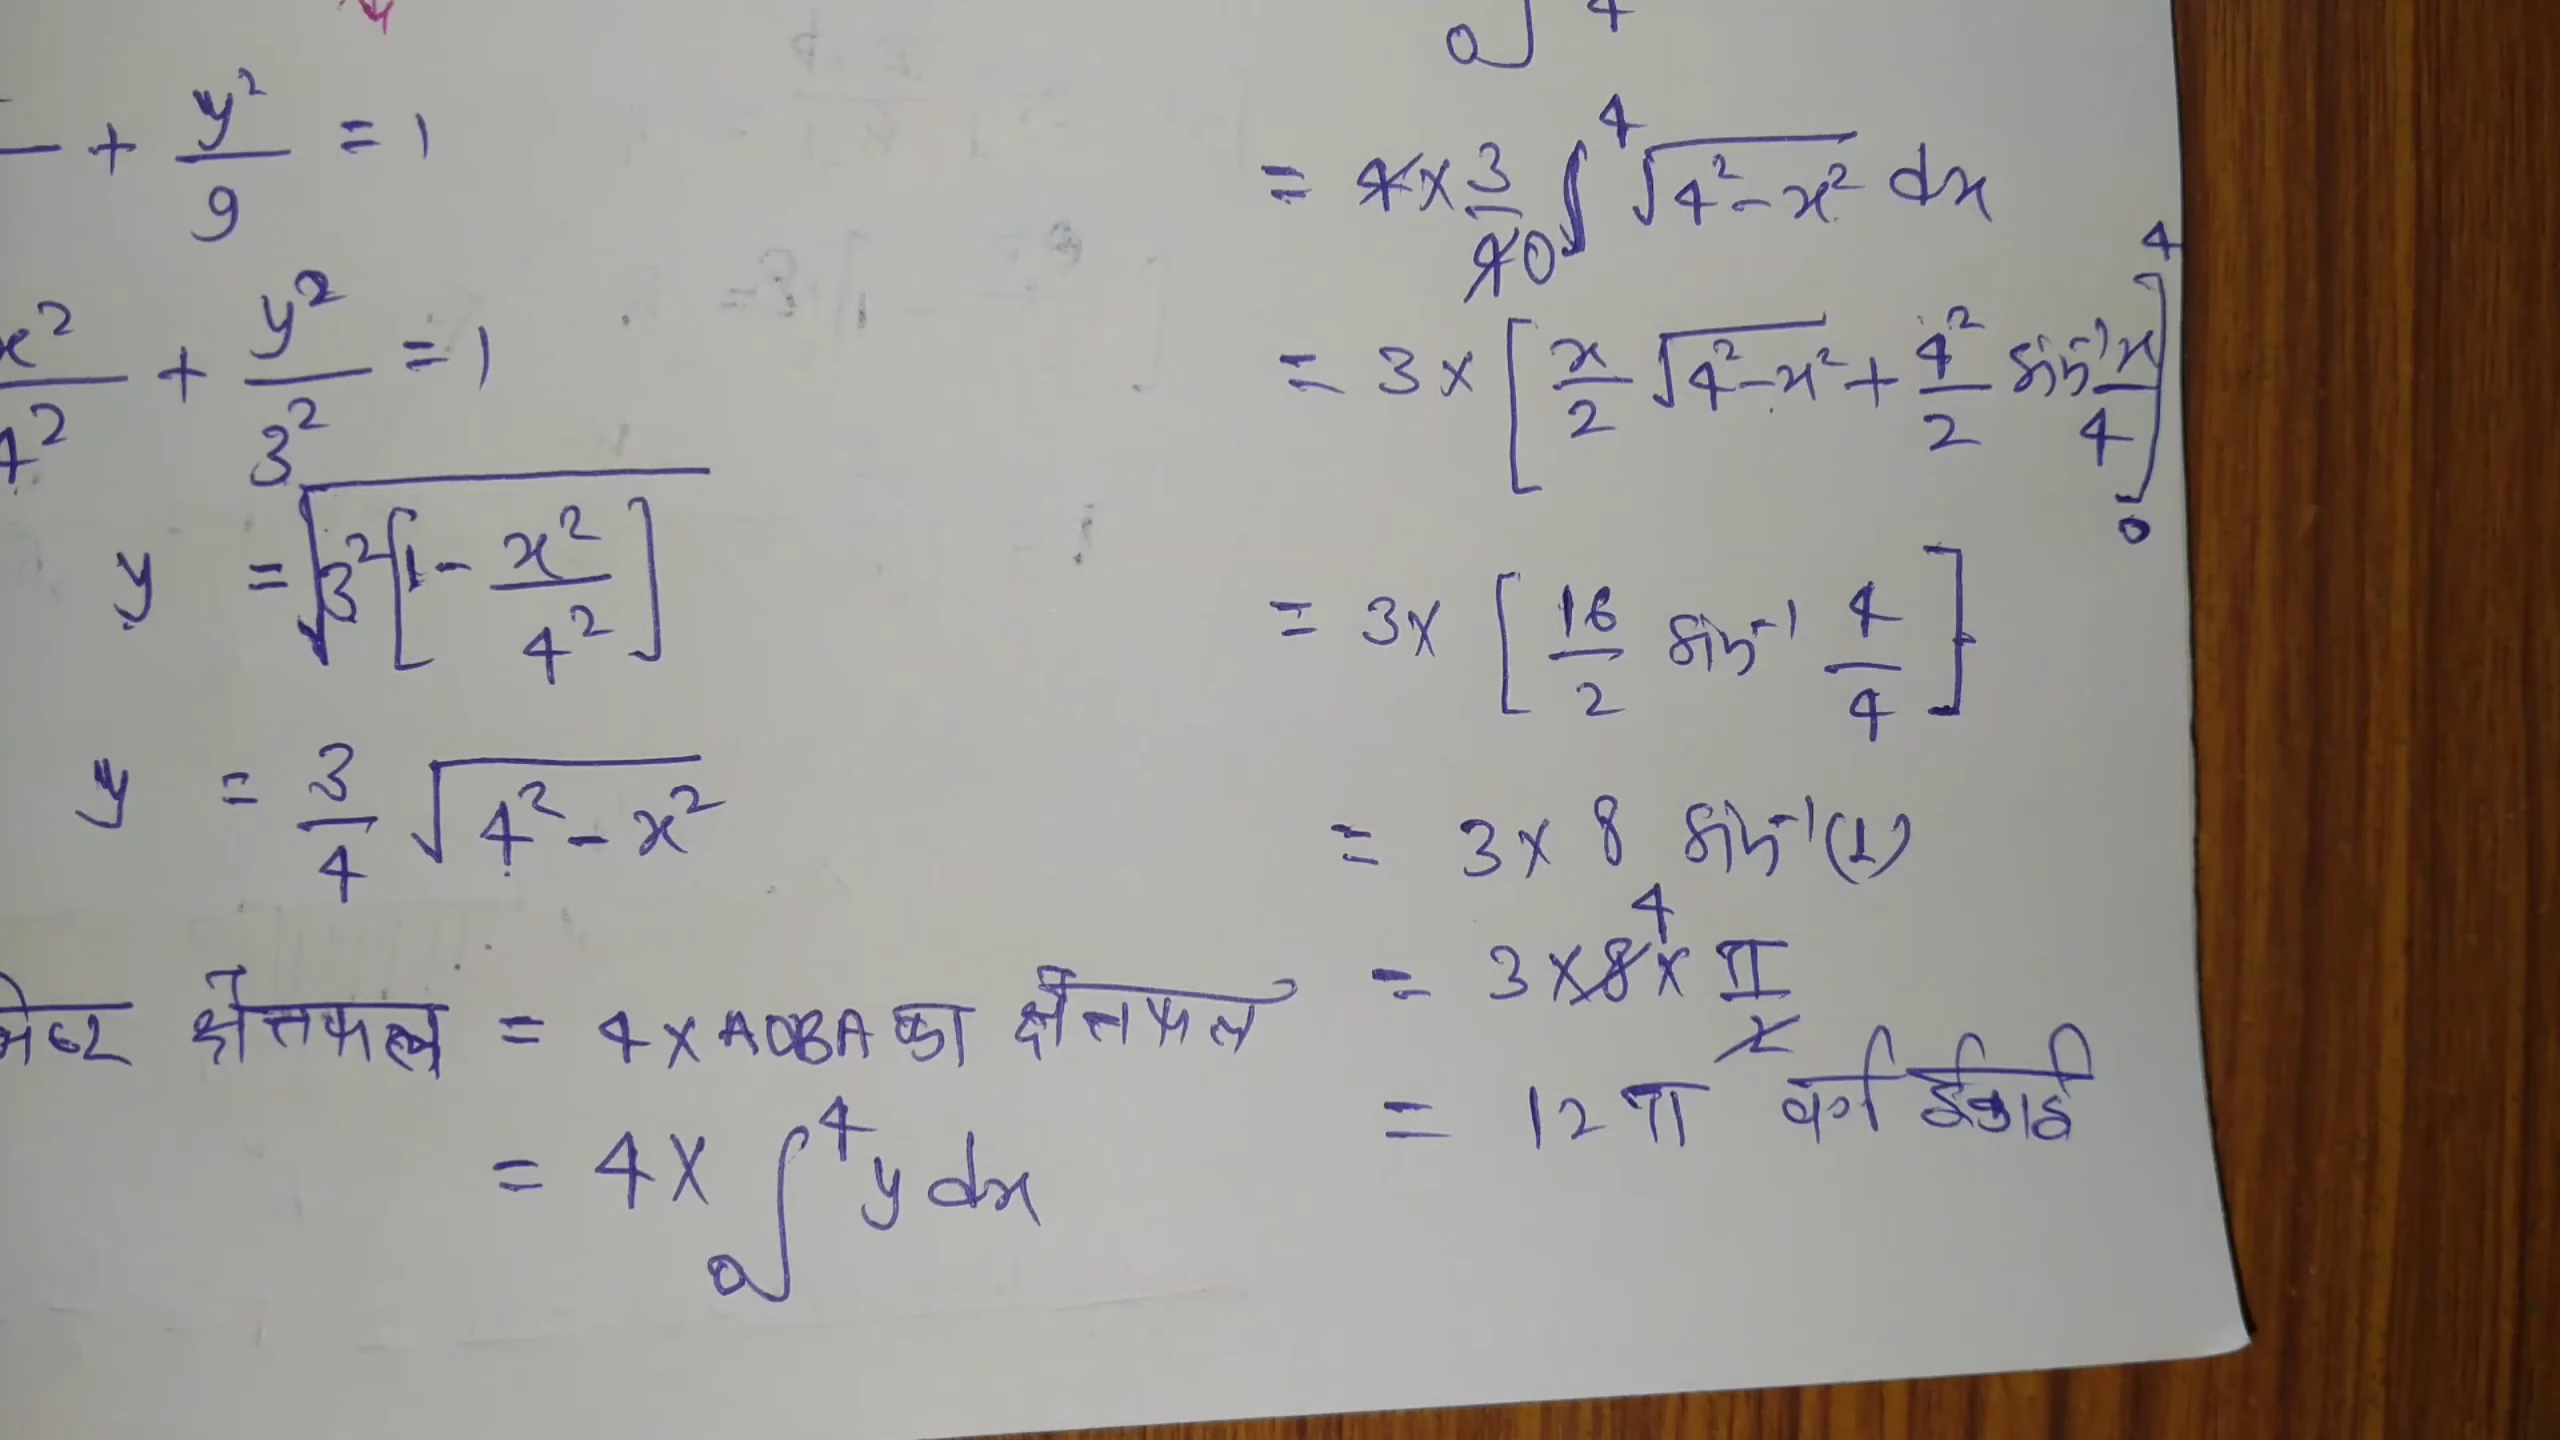 + y²/9 = 1
x²/4² + y²/3² = 1
y = √(3²[1 - x²/4²])
y = 3/4 √(4² - x²)
क्षेत्रफल = 4 × AOBA का क्षेत्रफल
= 4 × ∫₀⁴ y dx
= 4 × 3/4 ∫₀⁴ √(4² - x²) dx
= 3 × [x/2 √(4² - x²) + 4²/2 sin⁻¹ x/4]₀⁴
= 3 × [16/2 sin⁻¹ 4/4]
= 3 × 8 sin⁻¹(1)
= 3 × 8 4 × π/2
= 12π वर्ग ईकाई